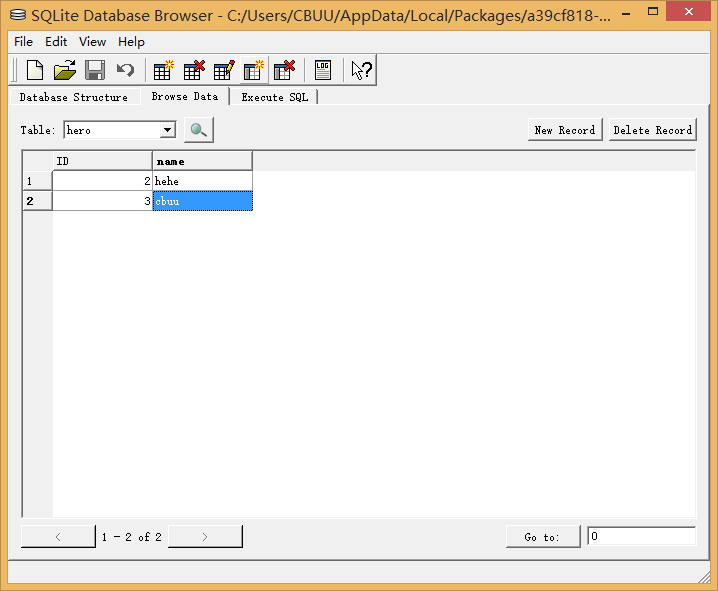 SQLite Database Browser - C:/Users/CBUU/AppData/Local/Packages/a39cf818-...
File Edit View Help
LOG
Database Structure Browse Data Execute SQL
Table: hero New Record Delete Record
ID name
1 2 hehe
2 3 cbuu
< 1 - 2 of 2 > Go to: 0